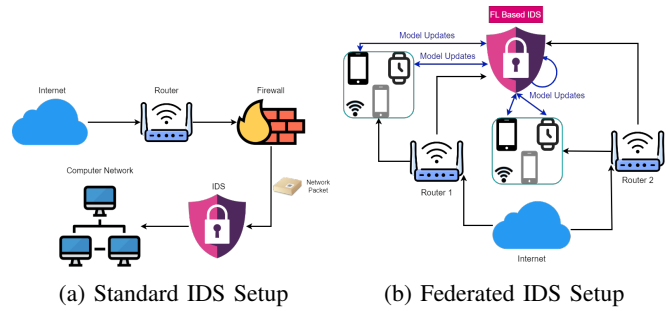 Internet
Router
Firewall
Computer Network
IDS
Network
Packet
(a) Standard IDS Setup
FL Based IDS
Model Updates
Model Updates
Model Updates
Router 1
Router 2
Internet
(b) Federated IDS Setup